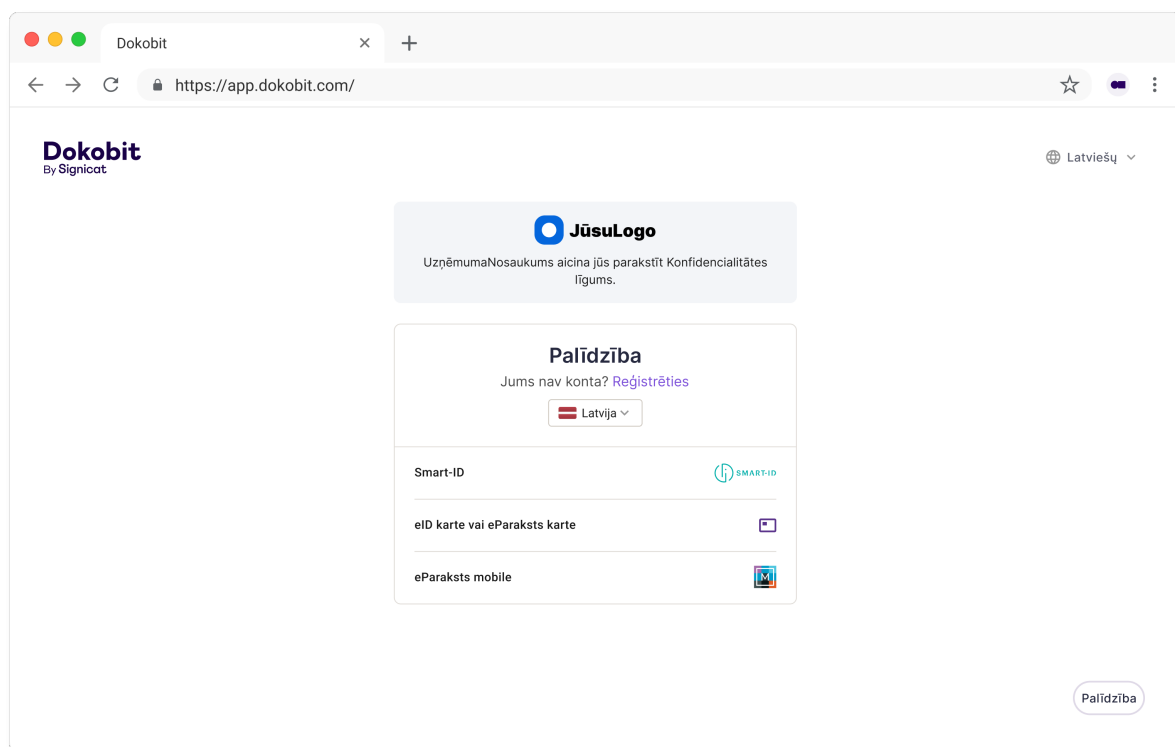 Dokobit
https://app.dokobit.com/
Dokobit
By Signicat
Latviešų
JūsuLogo
UzņēmumaNosaukums aicina jūs parakstīt Konfidencialitātes
līgums.
Palīdzība
Jums nav konta? Reģistrēties
Latvija
Smart-ID
SMART-ID
eID karte vai eParaksts karte
eParaksts mobile
M
Palīdzība